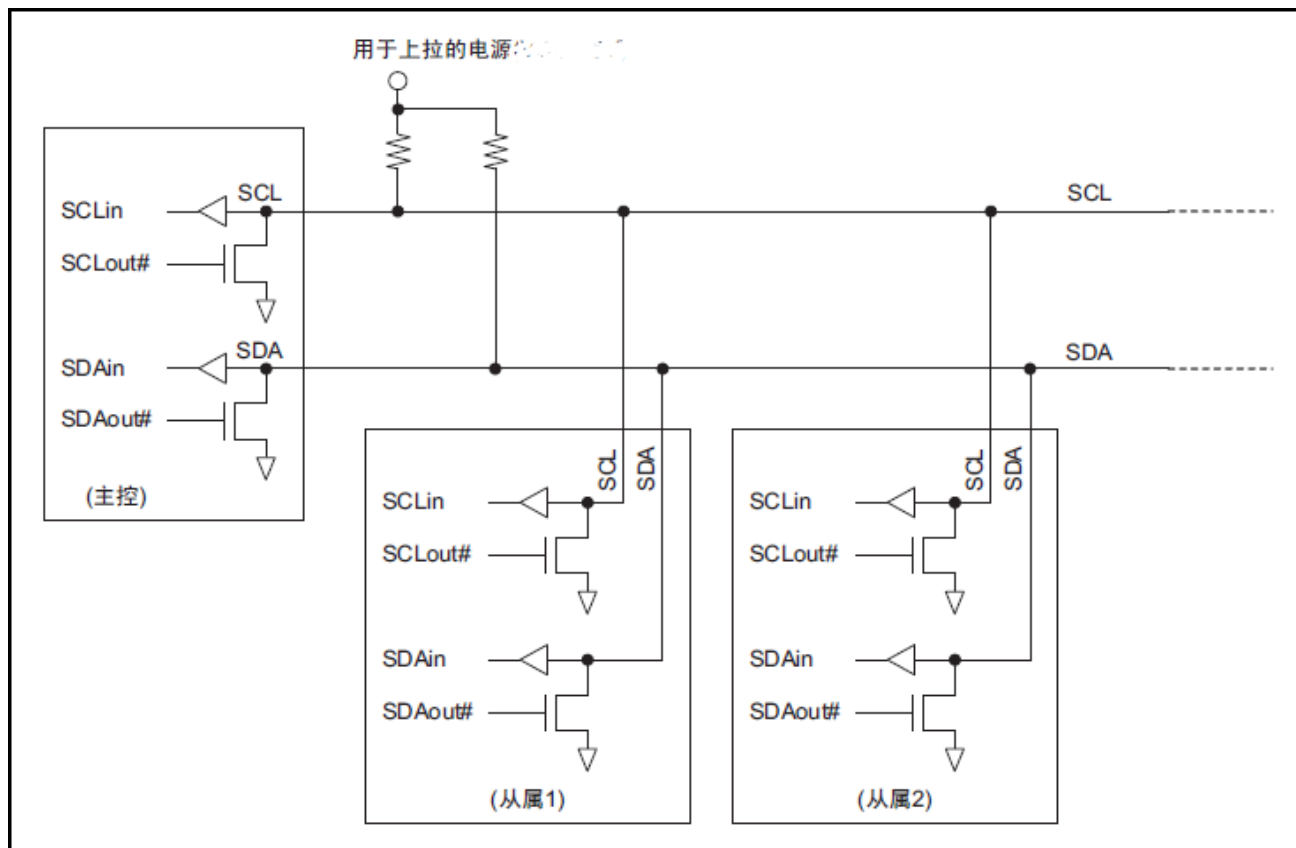 用于上拉的电源
SCL
SCLin
SCLout#
SDA
SDAin
SDAout#
(主控)
SCL
SDA
SCL
SDA
SCLin
SCLout#
SDAin
SDAout#
(从属1)
SCL
SDA
SCLin
SCLout#
SDAin
SDAout#
(从属2)